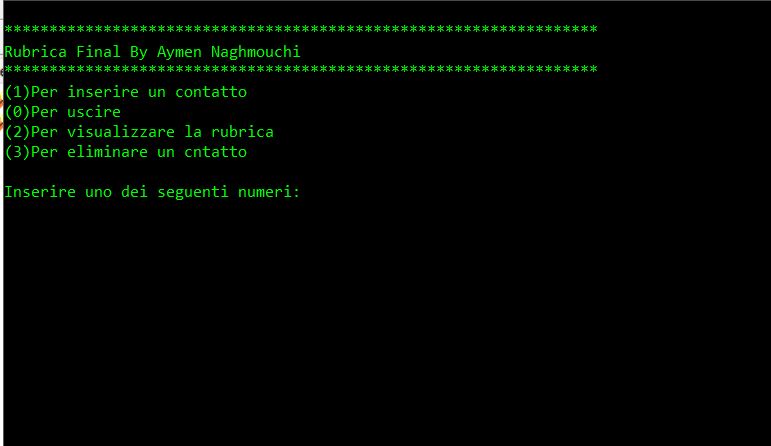 ******************************************************************
Rubrica Final By Aymen Naghmouchi
******************************************************************
(1)Per inserire un contatto
(0)Per uscire
(2)Per visualizzare la rubrica
(3)Per eliminare un cntatto
Inserire uno dei seguenti numeri: